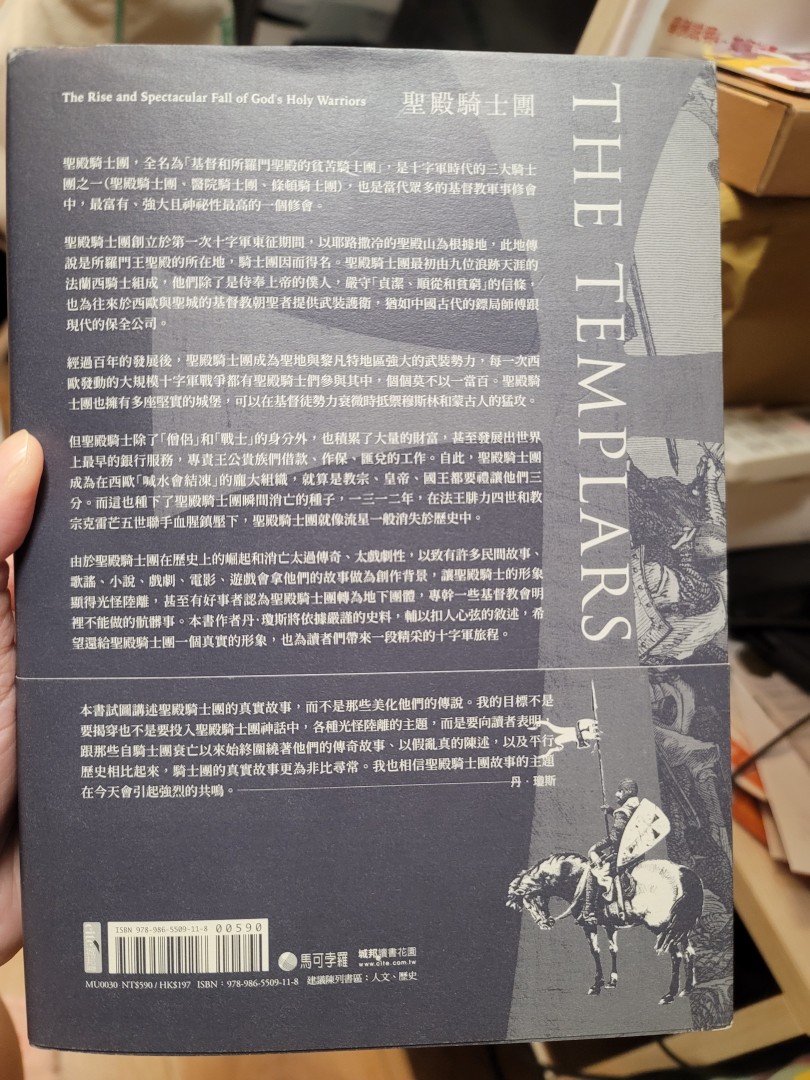 The Rise and Spectacular Fall of God's Holy Warriors
聖殿騎士團
THE TEMPLARS
聖殿騎士團，全名為「基督和所羅門聖殿的貧苦騎士團」，是十字軍時代的三大騎士
團之一（聖殿騎士團、醫院騎士團、條頓騎士團），也是當代眾多的基督教軍事修會
中，最富有、強大且神祕性最高的一個修會。
聖殿騎士團創立於第一次十字軍東征期間，以耶路撒冷的聖殿山為根據地，此地傳
說是所羅門王聖殿的所在地，騎士團因而得名。聖殿騎士團最初由九位浪跡天涯的
法蘭西騎士組成，他們除了是侍奉上帝的僕人，嚴守「貞潔、順從和貧窮」的信條，
也為往來於西歐與聖城的基督教朝聖者提供武裝護衛，猶如中國古代的鏢局師傅跟
現代的保全公司。
經過百年的發展後，聖殿騎士團成為聖地與黎凡特地區強大的武裝勢力，每一次西
歐發動的大規模十字軍戰爭都有聖殿騎士們參與其中，個個莫不以一當百。聖殿騎
士團也擁有多座堅實的城堡，可以在基督徒勢力衰微時抵禦穆斯林和蒙古人的猛攻。
但聖殿騎士除了「僧侶」和「戰士」的身分外，也積累了大量的財富，甚至發展出世界
上最早的銀行服務，專責王公貴族們借款、作保、匯兌的工作。自此，聖殿騎士團
成為在西歐「喊水會結凍」的龐大組織，就算是教宗、皇帝、國王都要禮讓他們三
分。而這也種下了聖殿騎士團瞬間消亡的種子，一三一二年，在法王腓力四世和教
宗克雷芒五世聯手血腥鎮壓下，聖殿騎士團就像流星一般消失於歷史中。
由於聖殿騎士團在歷史上的崛起和消亡太過傳奇、太戲劇性，以致有許多民間故事、
歌謠、小說、戲劇、電影、遊戲會拿他們的故事做為創作背景，讓聖殿騎士的形象
顯得光怪陸離，甚至有好事者認為聖殿騎士團轉為地下團體，專幹一些基督教會明
裡不能做的骯髒事。本書作者丹·瓊斯將依據嚴謹的史料，輔以扣人心弦的敘述，希
望還給聖殿騎士團一個真實的形象，也為讀者們帶來一段精采的十字軍旅程。
本書試圖講述聖殿騎士團的真實故事，而不是那些美化他們的傳說。我的目標不是
要揭穿也不是要投入聖殿騎士團神話中，各種光怪陸離的主題，而是要向讀者表明，
跟那些自騎士團衰亡以來始終圍繞著他們的傳奇故事、以假亂真的陳述，以及平行
歷史相比起來，騎士團的真實故事更為非比尋常。我也相信聖殿騎士團故事的主題
在今天會引起強烈的共鳴。——丹·瓊斯
ISBN 978-986-5509-11-8
00590
馬可孛羅
城邦讀書花園
www.cite.com.tw
MU0030 NT$590 / HK$197 ISBN：978-986-5509-11-8 建議陳列書區：人文、歷史